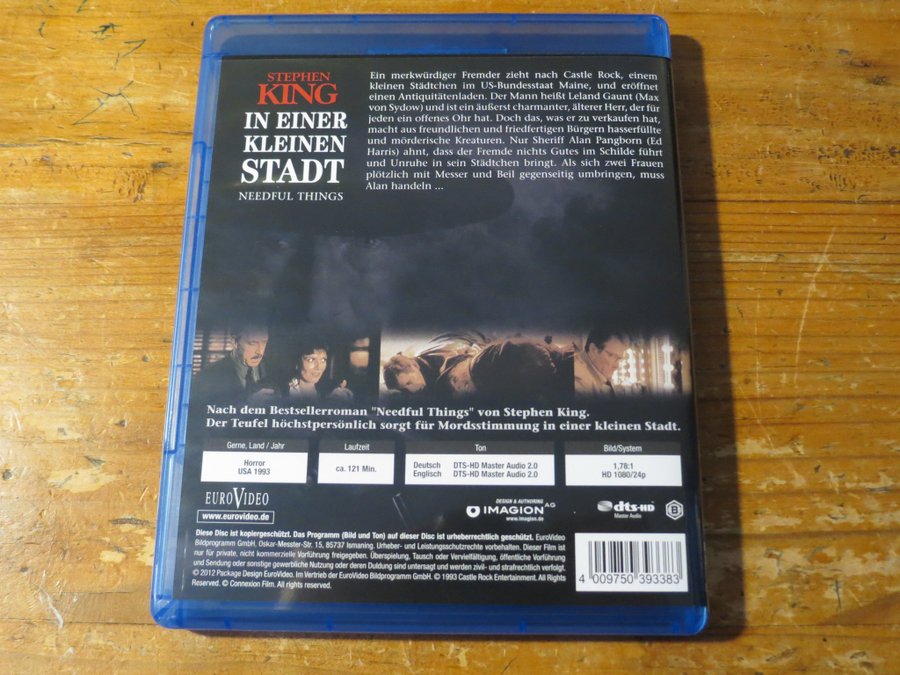 STEPHEN
KING
IN EINER
KLEINEN
STADT
NEEDFUL THINGS
Ein merkwürdiger Fremder zieht nach Castle Rock, einem
kleinen Städtchen im US-Bundesstaat Maine, und eröffnet
einen Antiquitätenladen. Der Mann heißt Leland Gaunt (Max
von Sydow) und ist ein äußerst charmanter, älterer Herr, der für
jeden ein offenes Ohr hat. Doch das, was er zu verkaufen hat,
macht aus freundlichen und friedfertigen Bürgern hasserfüllte
und mörderische Kreaturen. Nur Sheriff Alan Pangborn (Ed
Harris) ahnt, dass der Fremde nichts Gutes im Schilde führt
und Unruhe in sein Städtchen bringt. Als sich zwei Frauen
plötzlich mit Messer und Beil gegenseitig umbringen, muss
Alan handeln ...
Nach dem Bestsellerroman "Needful Things" von Stephen King.
Der Teufel höchstpersönlich sorgt für Mordsstimmung in einer kleinen Stadt.
Gerne, Land / Jahr
Horror
USA 1993
Laufzeit
ca. 121 Min.
Ton
Deutsch DTS-HD Master Audio 2.0
Englisch DTS-HD Master Audio 2.0
Bild/System
1,78:1
HD 1080/24p
EUROVIDEO
www.eurovideo.de
DESIGN & AUTHORING
IMAGION AG
www.imagion.de
dts-HD
Master Audio
B
Diese Disc ist kopiergeschützt. Das Programm (Bild und Ton) auf dieser Disc ist urheberrechtlich geschützt. EuroVideo
Bildprogramm GmbH, Oskar-Messter-Str. 15, 85737 Ismaning. Urheber- und Leistungsschutzrechte vorbehalten. Dieser Film ist
nur für private, nicht kommerzielle Vorführung freigegeben. Überspielung, Tausch oder Vervielfältigung, öffentliche Vorführung
und Sendung oder sonstige gewerbliche Nutzung oder deren Duldung sind untersagt und werden zivil- und strafrechtlich verfolgt.
© 2012 Package Design EuroVideo. Im Vertrieb der EuroVideo Bildprogramm GmbH. © 1993 Castle Rock Entertainment. All Rights
Reserved. © Connexion Film. All rights reserved.
4 009750 393383